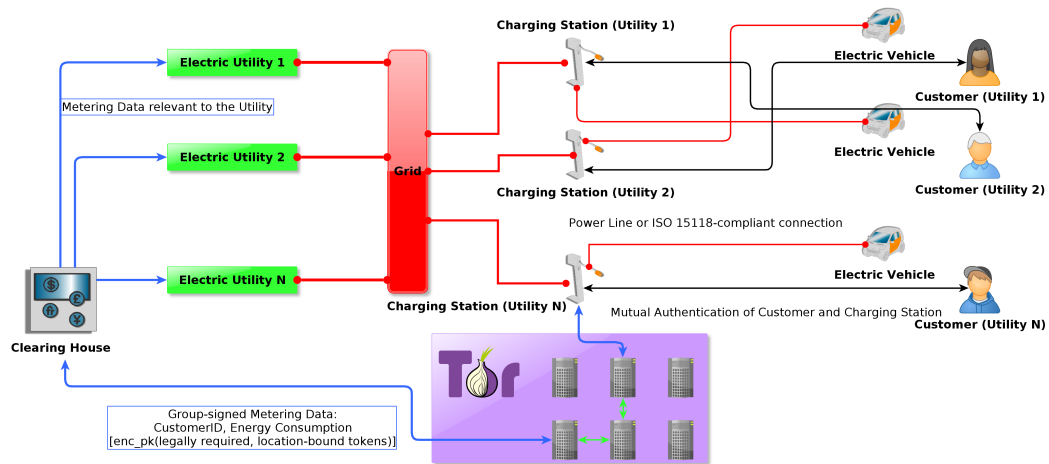 Charging Station (Utility 1)
Electric Vehicle
Customer (Utility 1)
Electric Utility 1
Metering Data relevant to the Utility
Electric Utility 2
Grid
Electric Vehicle
Charging Station (Utility 2)
Customer (Utility 2)
Power Line or ISO 15118-compliant connection
Electric Utility N
Electric Vehicle
Charging Station (Utility N)
Mutual Authentication of Customer and Charging Station
Customer (Utility N)
$
£
¥
Clearing House
Tor
Group-signed Metering Data:
CustomerID, Energy Consumption
[enc_pk(legally required, location-bound tokens)]